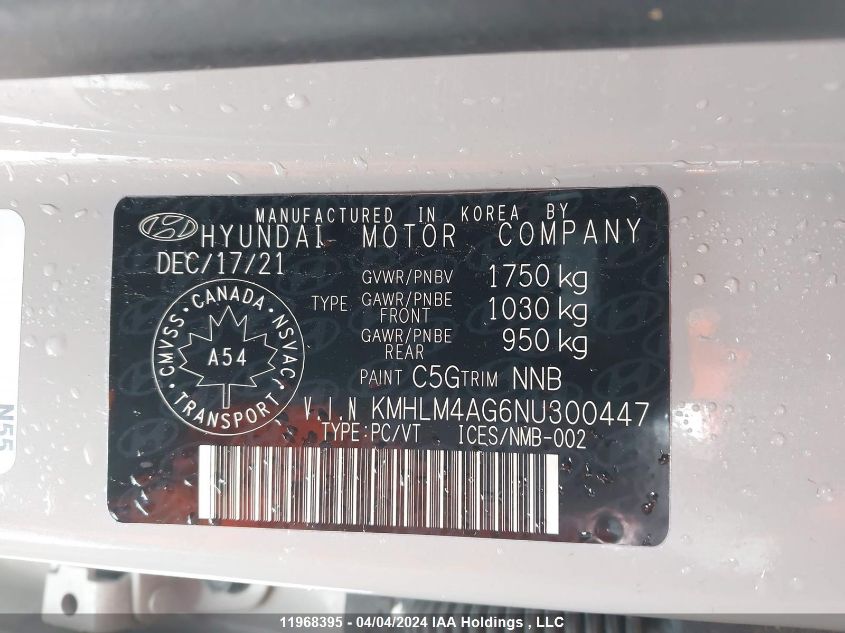 MANUFACTURED IN KOREA BY
HYUNDAI MOTOR COMPANY
DEC/17/21
GVWR/PNBV 1750 kg
TYPE GAWR/PNBE FRONT 1030 kg
GAWR/PNBE REAR 950 kg
CMVSS • CANADA • NSVAC • TRANSPORT •
A54
PAINT C5G TRIM NNB
V.I.N KMHLM4AG6NU300447
TYPE:PC/VT ICES/NMB-002
N55
11968395 - 04/04/2024 IAA Holdings , LLC